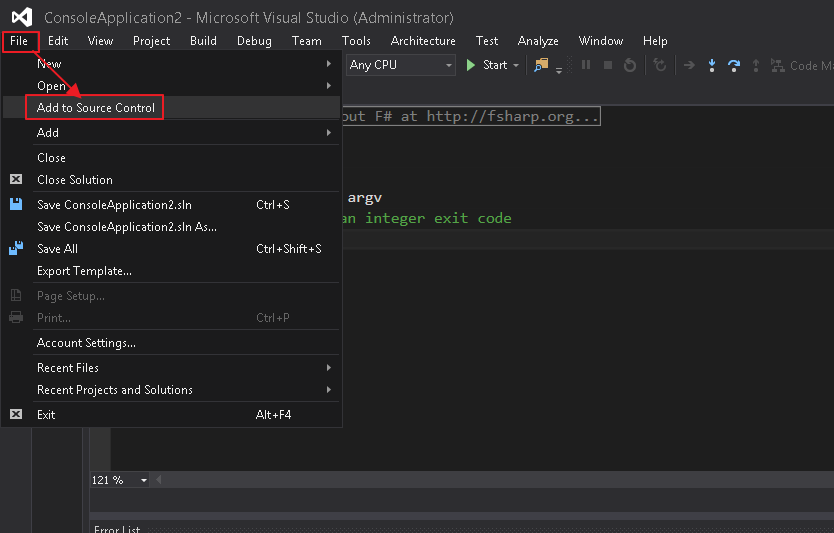 ConsoleApplication2 - Microsoft Visual Studio (Administrator)
File Edit View Project Build Debug Team Tools Architecture Test Analyze Window Help
New
Any CPU Start Code Ma
Open
Add to Source Control
out F# at http://fsharp.org...
Add
Close
Close Solution
argv
Save ConsoleApplication2.sln Ctrl+S
an integer exit code
Save ConsoleApplication2.sln As...
Save All Ctrl+Shift+S
Export Template...
Page Setup...
Print... Ctrl+P
Account Settings...
Recent Files
Recent Projects and Solutions
Exit Alt+F4
121 %
Error List